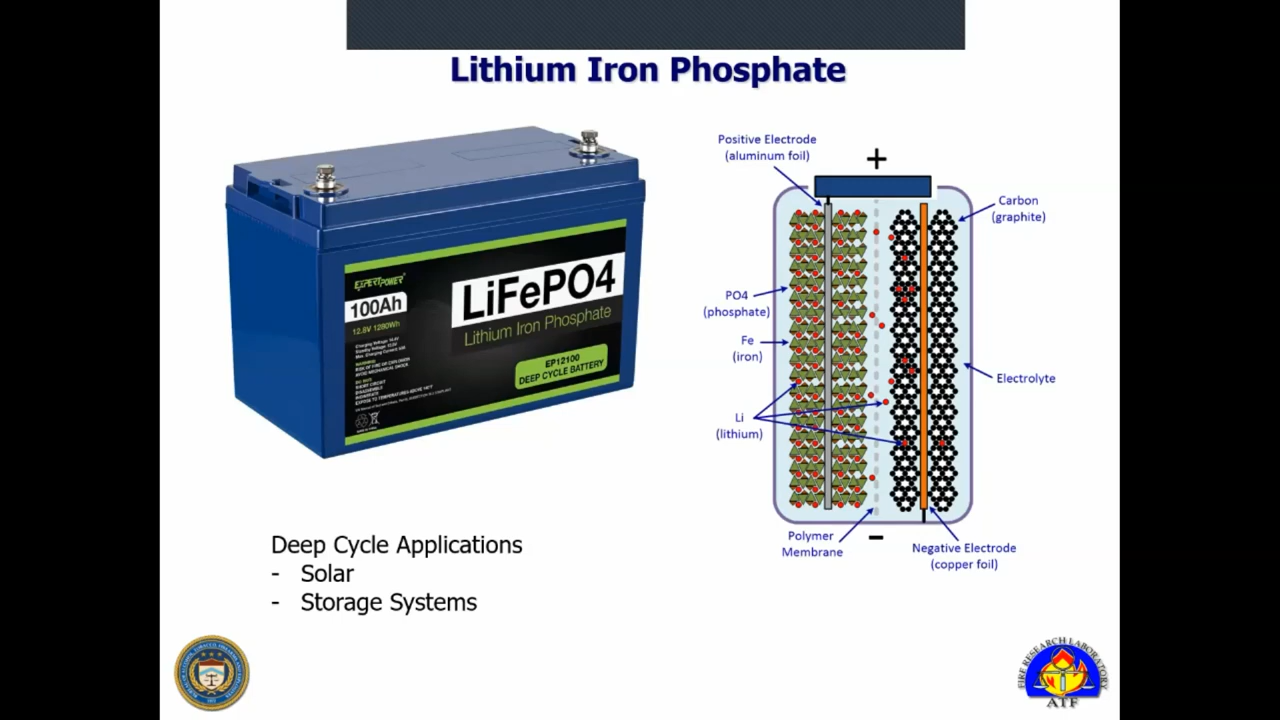 Lithium Iron Phosphate
EXPERTPOWER
100Ah
12.8V 1280Wh
LiFePO4
Lithium Iron Phosphate
EP12100
DEEP CYCLE BATTERY
Positive Electrode
(aluminum foil)
+
Carbon
(graphite)
PO4
(phosphate)
Fe
(iron)
Li
(lithium)
Electrolyte
Polymer
Membrane
-
Negative Electrode
(copper foil)
Deep Cycle Applications
- Solar
- Storage Systems
FIRE RESEARCH LABORATORY
ATF